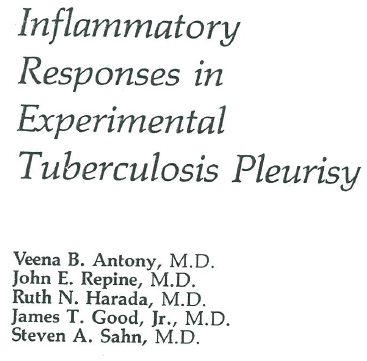 Inflammatory
Responses in
Experimental
Tuberculosis Pleurisy
Veena B. Antony, M.D.
John E. Repine, M.D.
Ruth N. Harada, M.D.
James T. Good, Jr., M.D.
Steven A. Sahn, M.D.